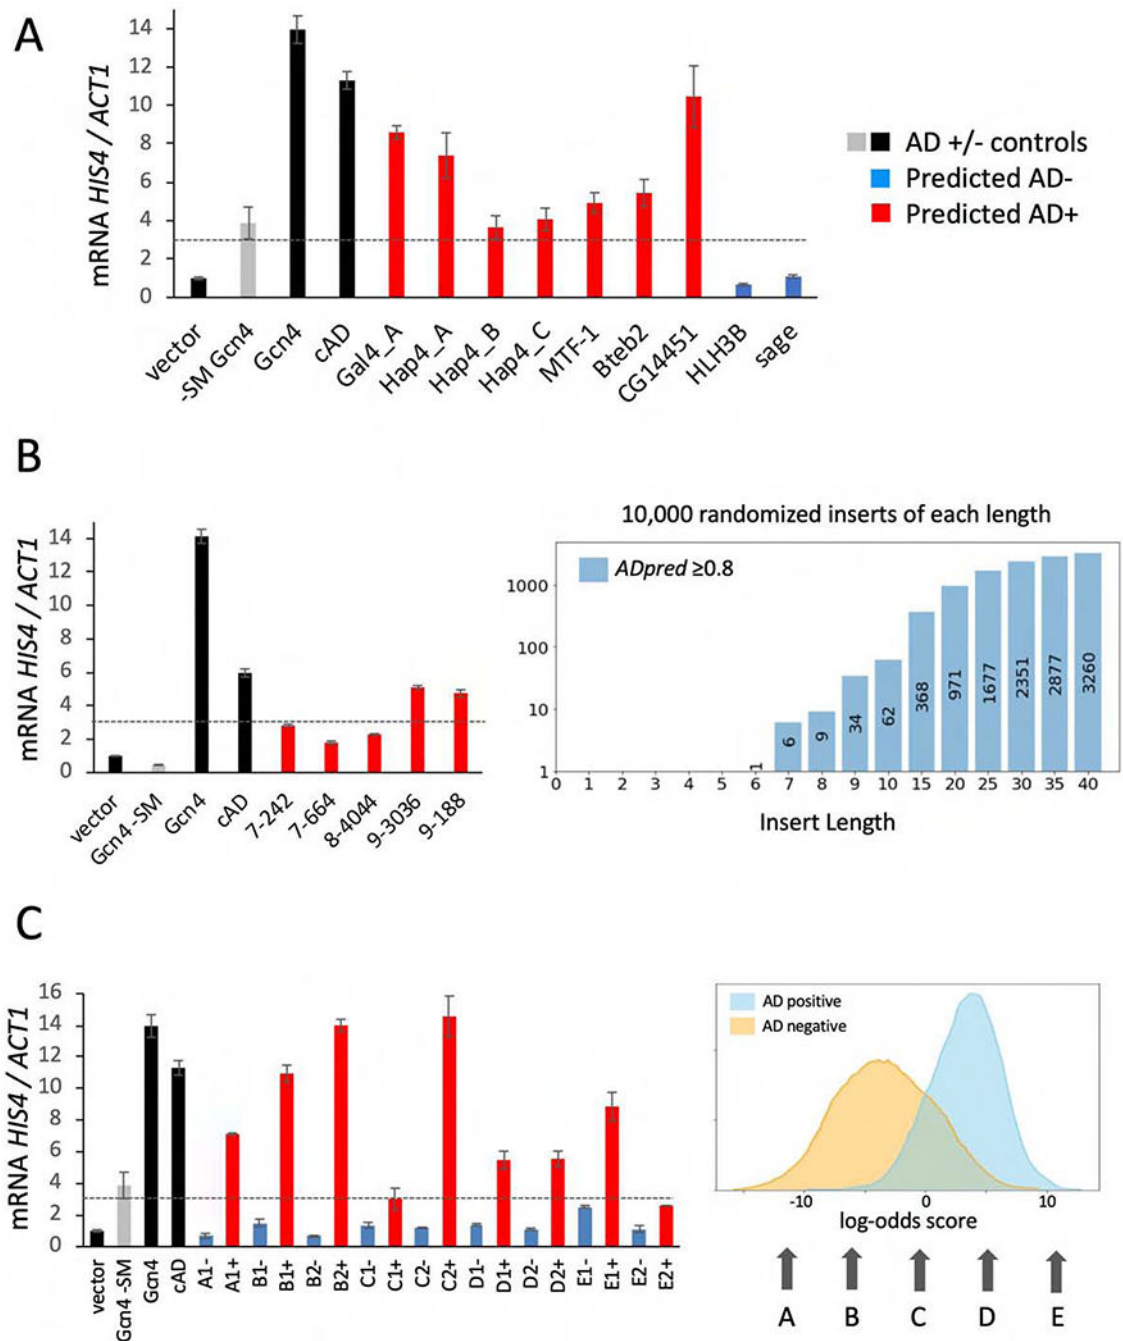 A
mRNA HIS4 / ACT1
14
12
10
8
6
4
2
0
vector
-SM Gcn4
Gcn4
cAD
Gal4_A
Hap4_A
Hap4_B
Hap4_C
MTF-1
Bteb2
CG14451
HLH3B
sage
AD +/- controls
Predicted AD-
Predicted AD+
B
mRNA HIS4 / ACT1
14
12
10
8
6
4
2
0
vector
Gcn4 -SM
Gcn4
cAD
7-242
7-664
8-4044
9-3036
9-188
10,000 randomized inserts of each length
ADpred ≥0.8
1000
100
10
1
1
6
9
34
62
368
971
1677
2351
2877
3260
0 1 2 3 4 5 6 7 8 9 10 15 20 25 30 35 40
Insert Length
C
mRNA HIS4 / ACT1
16
14
12
10
8
6
4
2
0
vector
Gcn4 -SM
Gcn4
cAD
A1-
A1+
B1-
B1+
B2-
B2+
C1-
C1+
C2-
C2+
D1-
D1+
D2-
D2+
E1-
E1+
E2-
E2+
AD positive
AD negative
-10 0 10
log-odds score
A B C D E